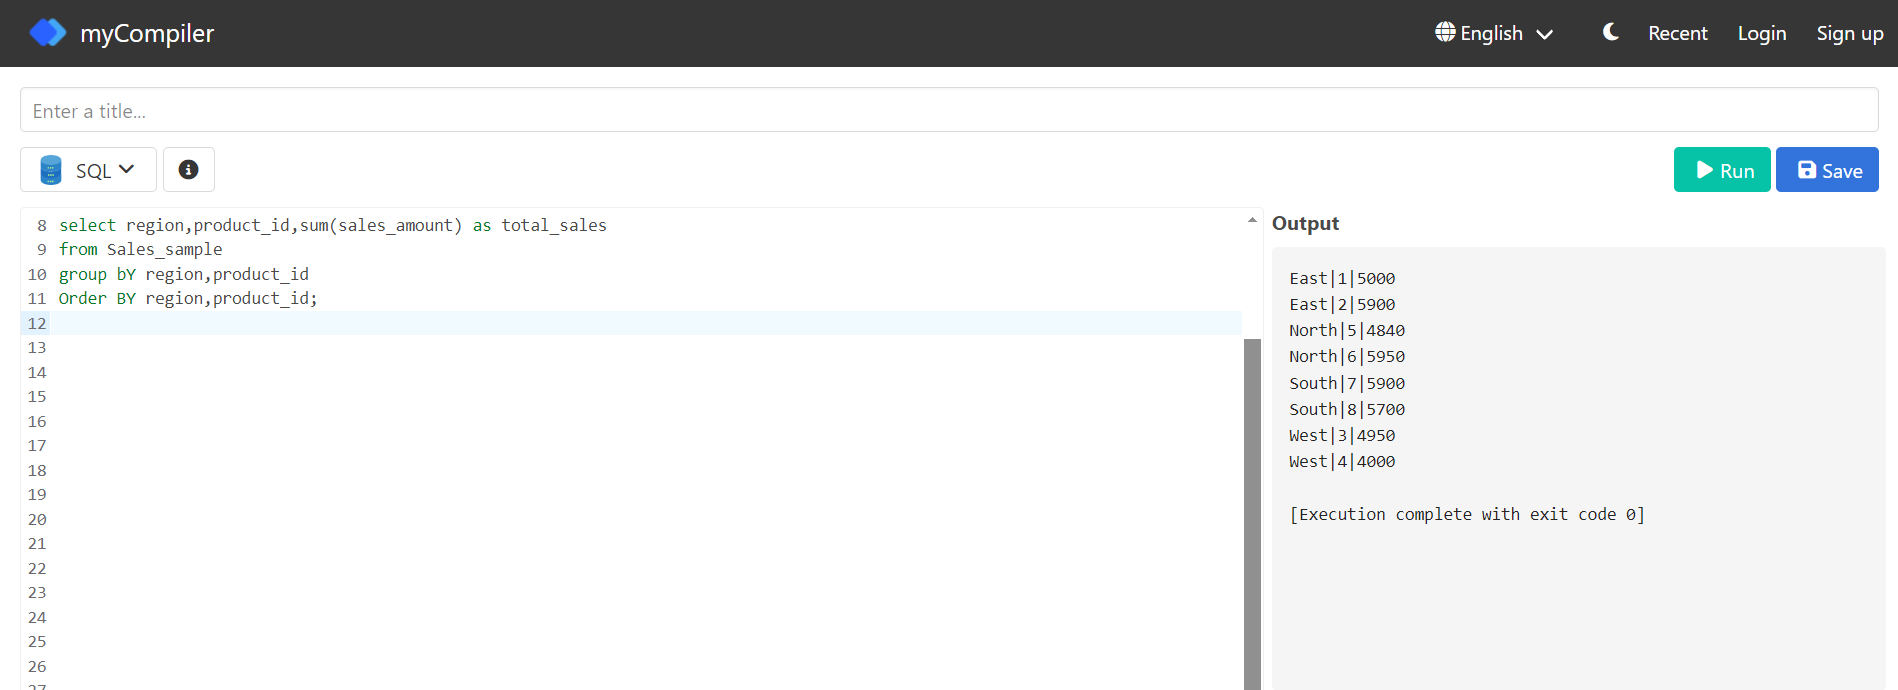 myCompiler
English
Recent
Login
Sign up
Enter a title...
SQL
Run
Save
8 select region,product_id,sum(sales_amount) as total_sales
9 from Sales_sample
10 group bY region,product_id
11 Order BY region,product_id;
12
13
14
15
16
17
18
19
20
21
22
23
24
25
26
27
Output
East|1|5000
East|2|5900
North|5|4840
North|6|5950
South|7|5900
South|8|5700
West|3|4950
West|4|4000
[Execution complete with exit code 0]